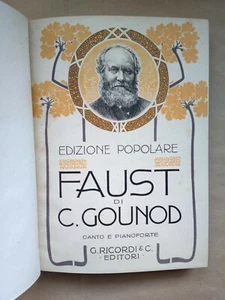 EDIZIONE POPOLARE
FAUST
DI
C. GOUNOD
CANTO E PIANOFORTE
G. RICORDI & C.
EDITORI